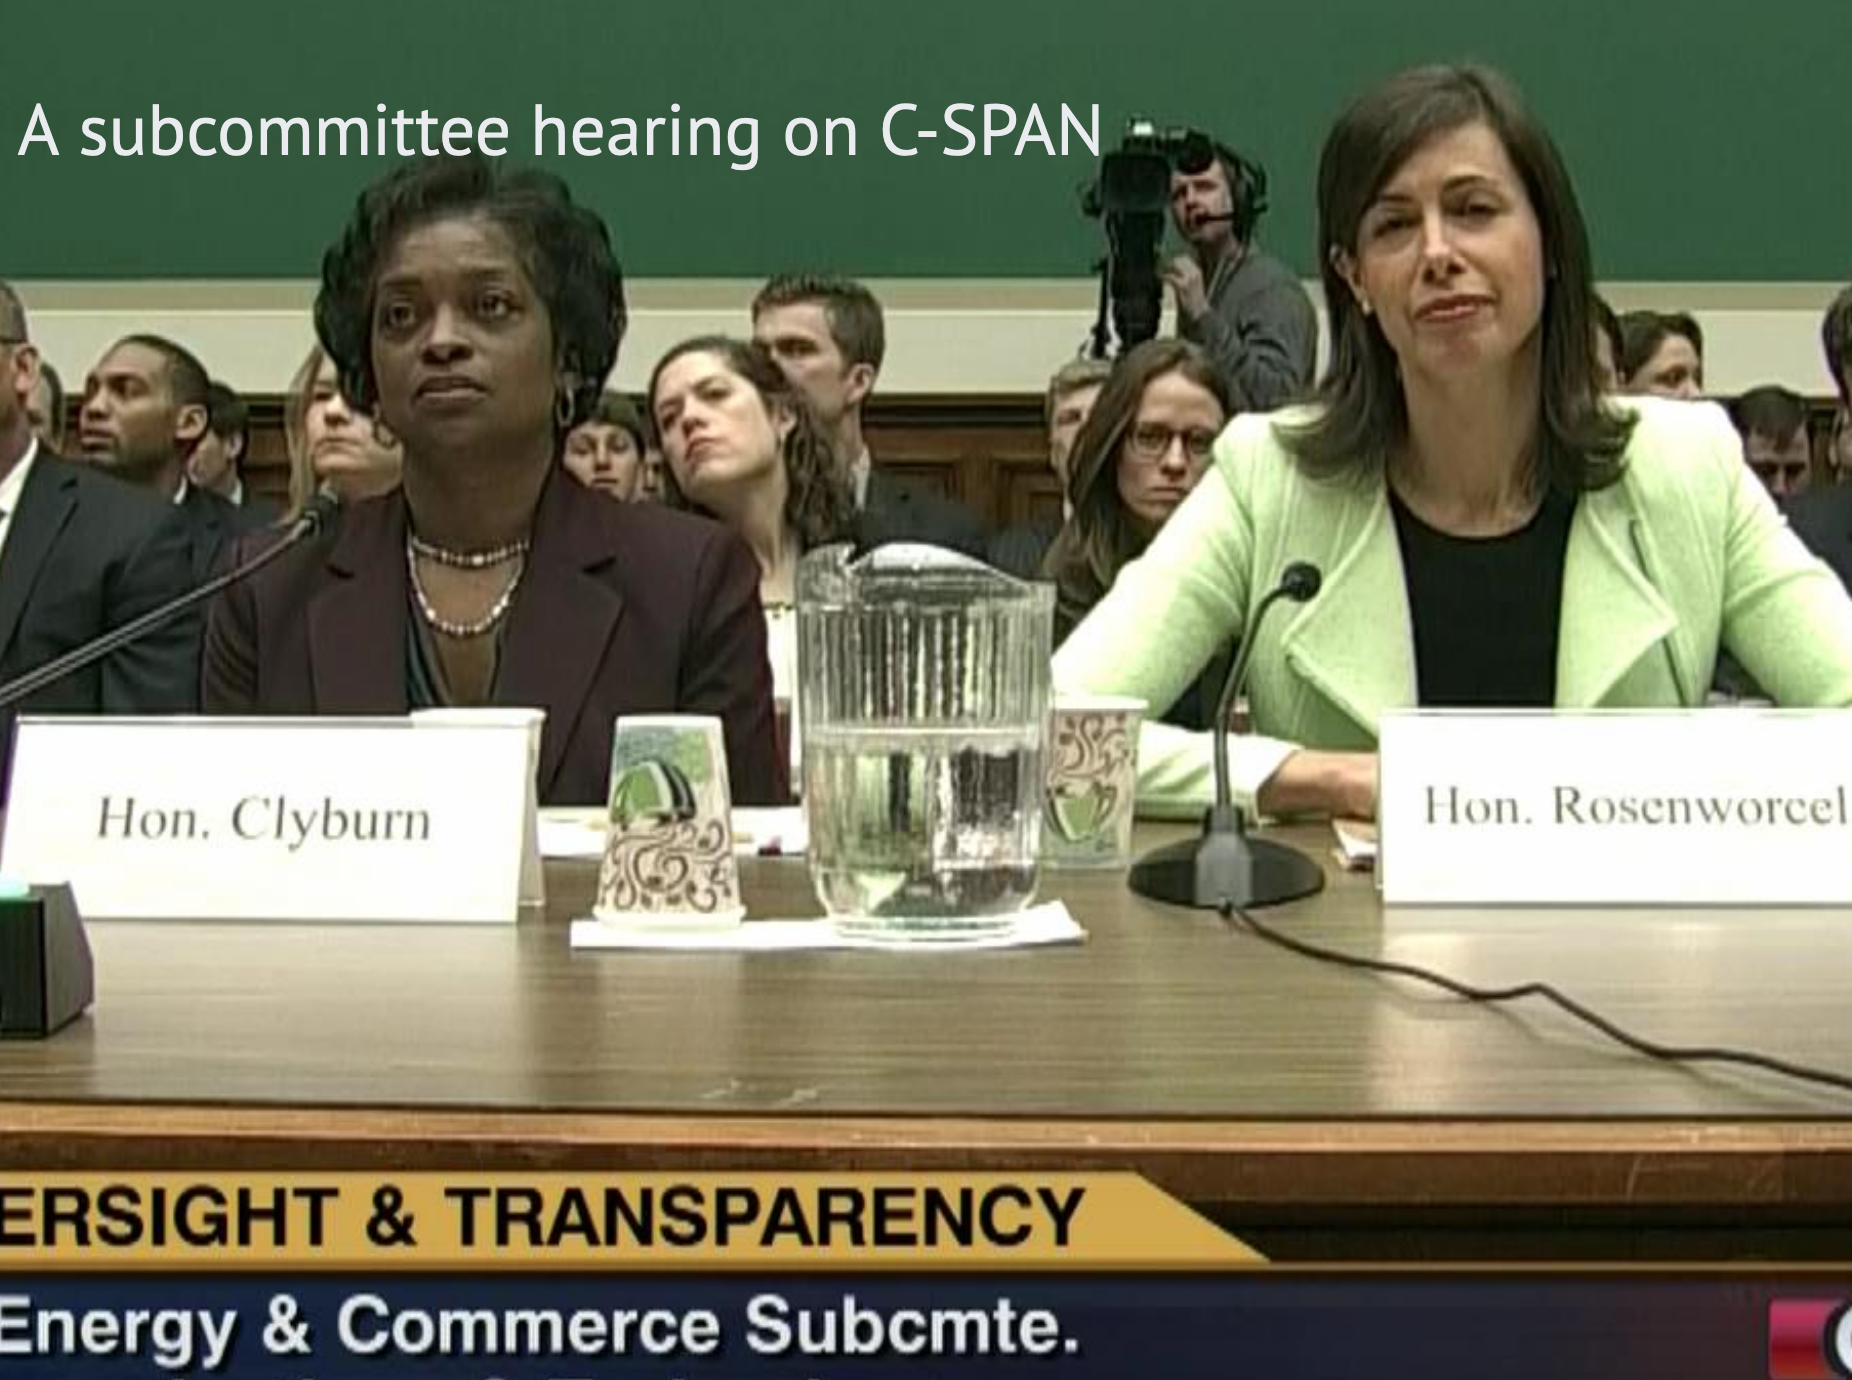 A subcommittee hearing on C-SPAN
Hon. Clyburn
Hon. Rosenworcel
ERSIGHT & TRANSPARENCY
Energy & Commerce Subcmte.